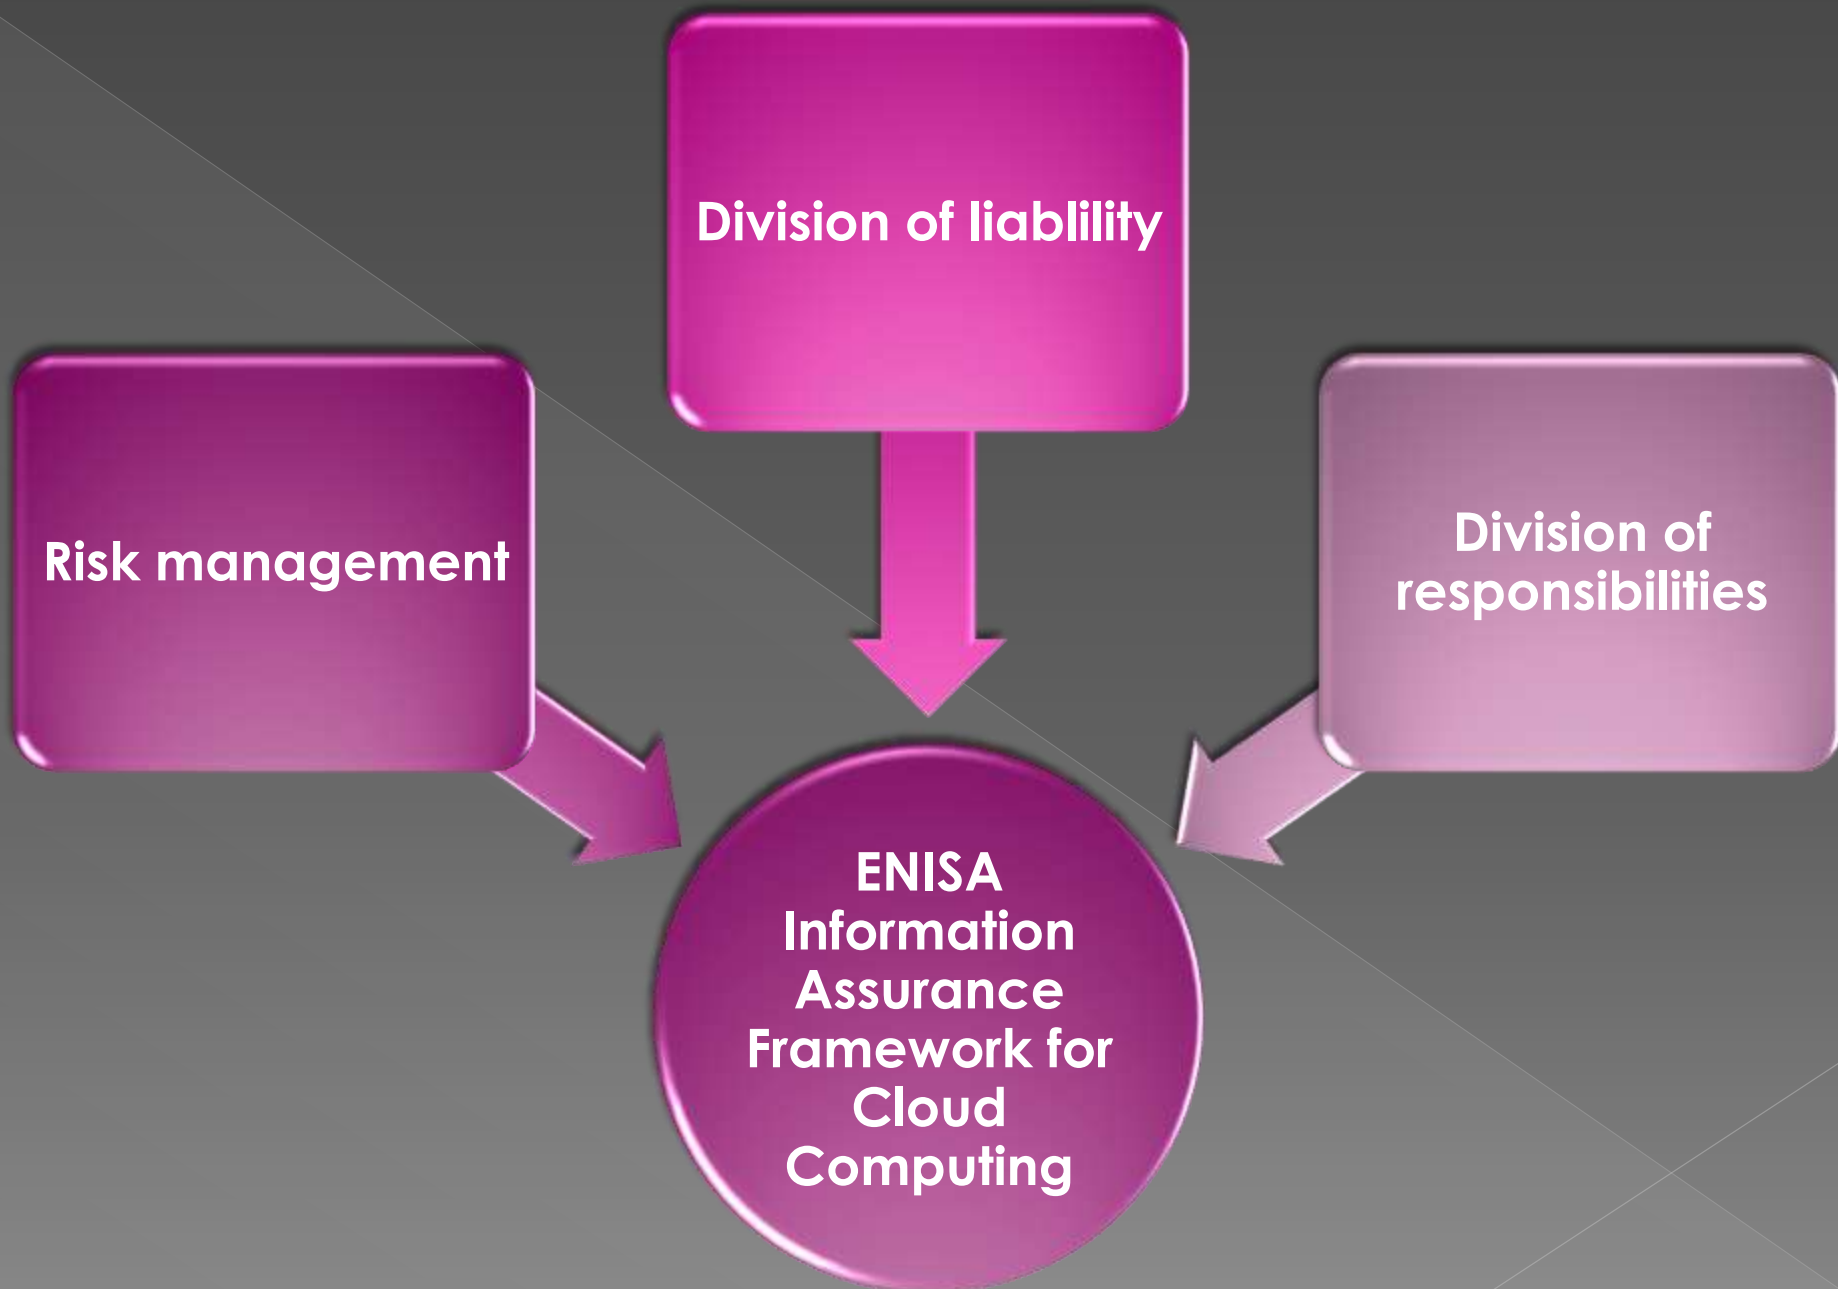 Division of liablility
Risk management
Division of
responsibilities
ENISA
Information
Assurance
Framework for
Cloud
Computing